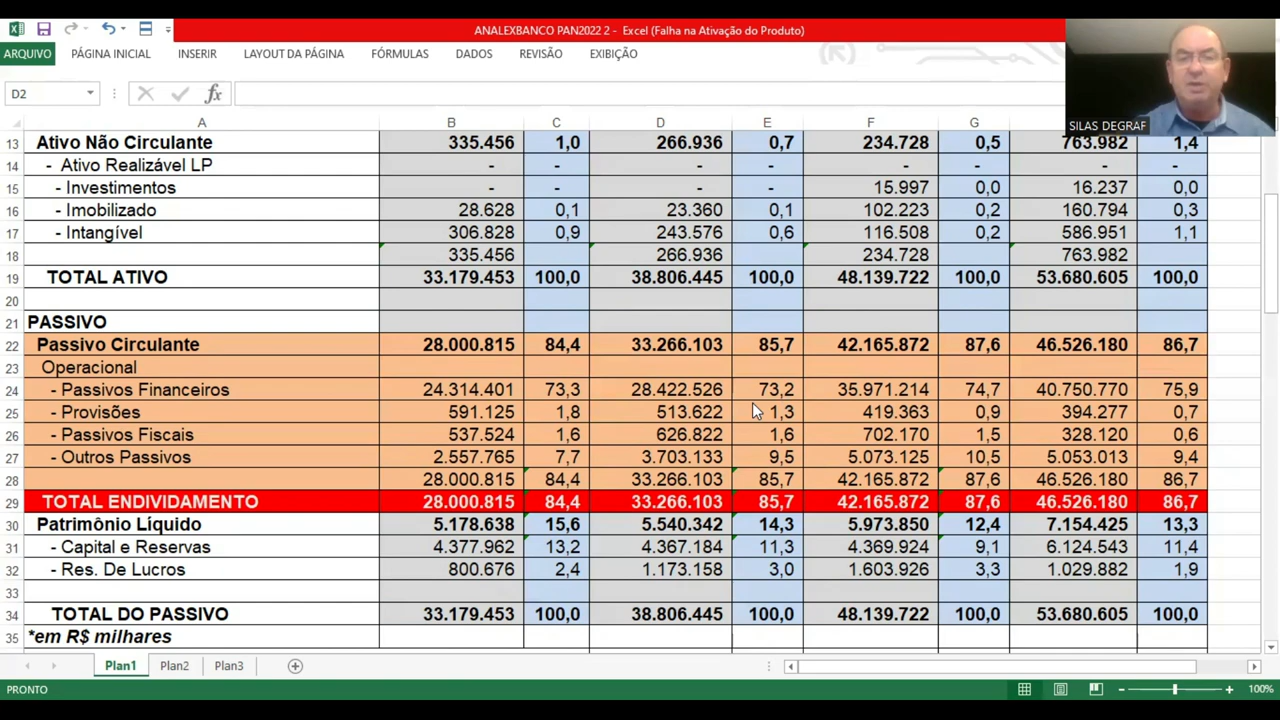 ANALEXBANCO PAN2022 2 - Excel (Falha na Ativação do Produto)
ARQUIVO PÁGINA INICIAL INSERIR LAYOUT DA PÁGINA FÓRMULAS DADOS REVISÃO EXIBIÇÃO
SILAS DEGRAF
D2 fx
A B C D E F G
13 Ativo Não Circulante 335.456 1,0 266.936 0,7 234.728 0,5 763.982 1,4
14 - Ativo Realizável LP - - - - - - - -
15 - Investimentos - - - - 15.997 0,0 16.237 0,0
16 - Imobilizado 28.628 0,1 23.360 0,1 102.223 0,2 160.794 0,3
17 - Intangível 306.828 0,9 243.576 0,6 116.508 0,2 586.951 1,1
18 335.456 266.936 234.728 763.982
19 TOTAL ATIVO 33.179.453 100,0 38.806.445 100,0 48.139.722 100,0 53.680.605 100,0
20
21 PASSIVO
22 Passivo Circulante 28.000.815 84,4 33.266.103 85,7 42.165.872 87,6 46.526.180 86,7
23 Operacional
24 - Passivos Financeiros 24.314.401 73,3 28.422.526 73,2 35.971.214 74,7 40.750.770 75,9
25 - Provisões 591.125 1,8 513.622 1,3 419.363 0,9 394.277 0,7
26 - Passivos Fiscais 537.524 1,6 626.822 1,6 702.170 1,5 328.120 0,6
27 - Outros Passivos 2.557.765 7,7 3.703.133 9,5 5.073.125 10,5 5.053.013 9,4
28 28.000.815 84,4 33.266.103 85,7 42.165.872 87,6 46.526.180 86,7
29 TOTAL ENDIVIDAMENTO 28.000.815 84,4 33.266.103 85,7 42.165.872 87,6 46.526.180 86,7
30 Patrimônio Líquido 5.178.638 15,6 5.540.342 14,3 5.973.850 12,4 7.154.425 13,3
31 - Capital e Reservas 4.377.962 13,2 4.367.184 11,3 4.369.924 9,1 6.124.543 11,4
32 - Res. De Lucros 800.676 2,4 1.173.158 3,0 1.603.926 3,3 1.029.882 1,9
33
34 TOTAL DO PASSIVO 33.179.453 100,0 38.806.445 100,0 48.139.722 100,0 53.680.605 100,0
35 *em R$ milhares
Plan1 Plan2 Plan3
PRONTO 100%